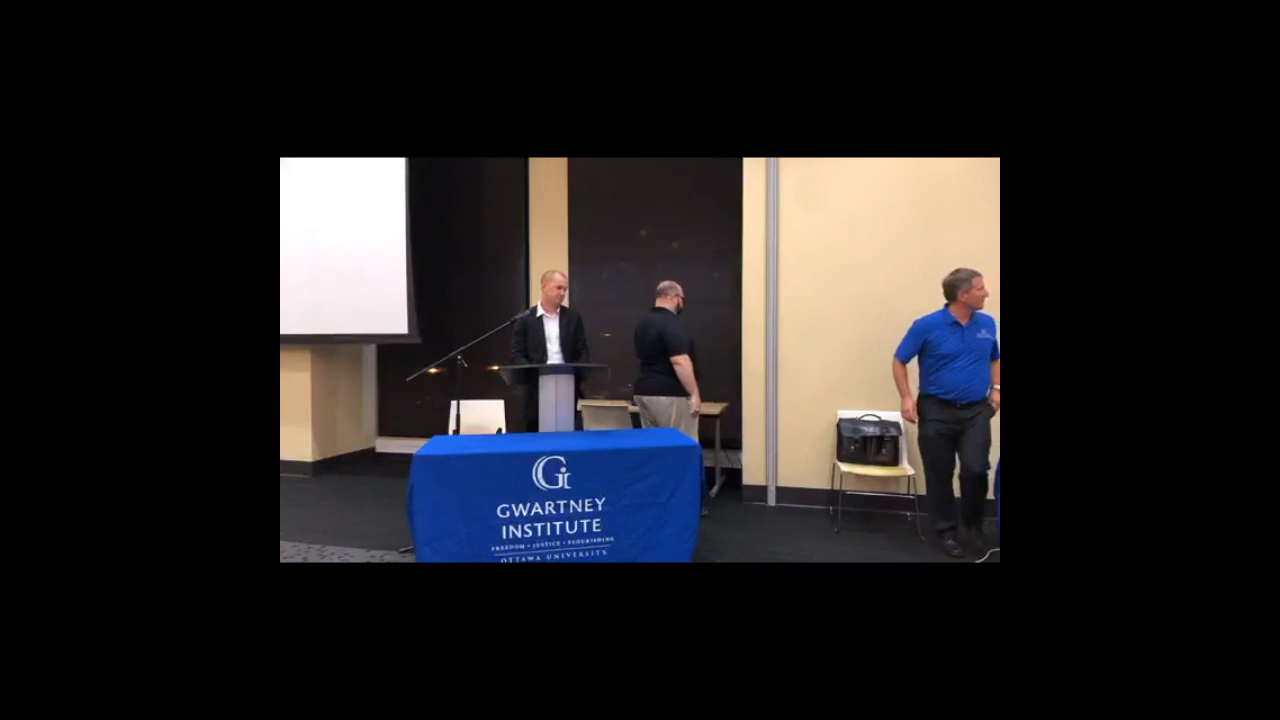 Gi
GWARTNEY
INSTITUTE
FREEDOM • JUSTICE • FLOURISHING
OTTAWA UNIVERSITY